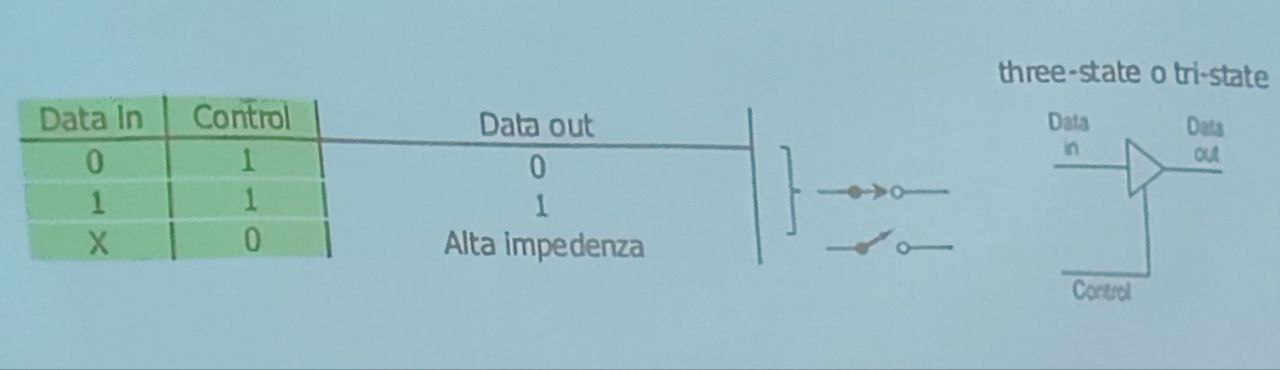 three-state o tri-state
Data in Control Data out
0 1 0
1 1 1
X 0 Alta impedenza
Data in
Data out
Control